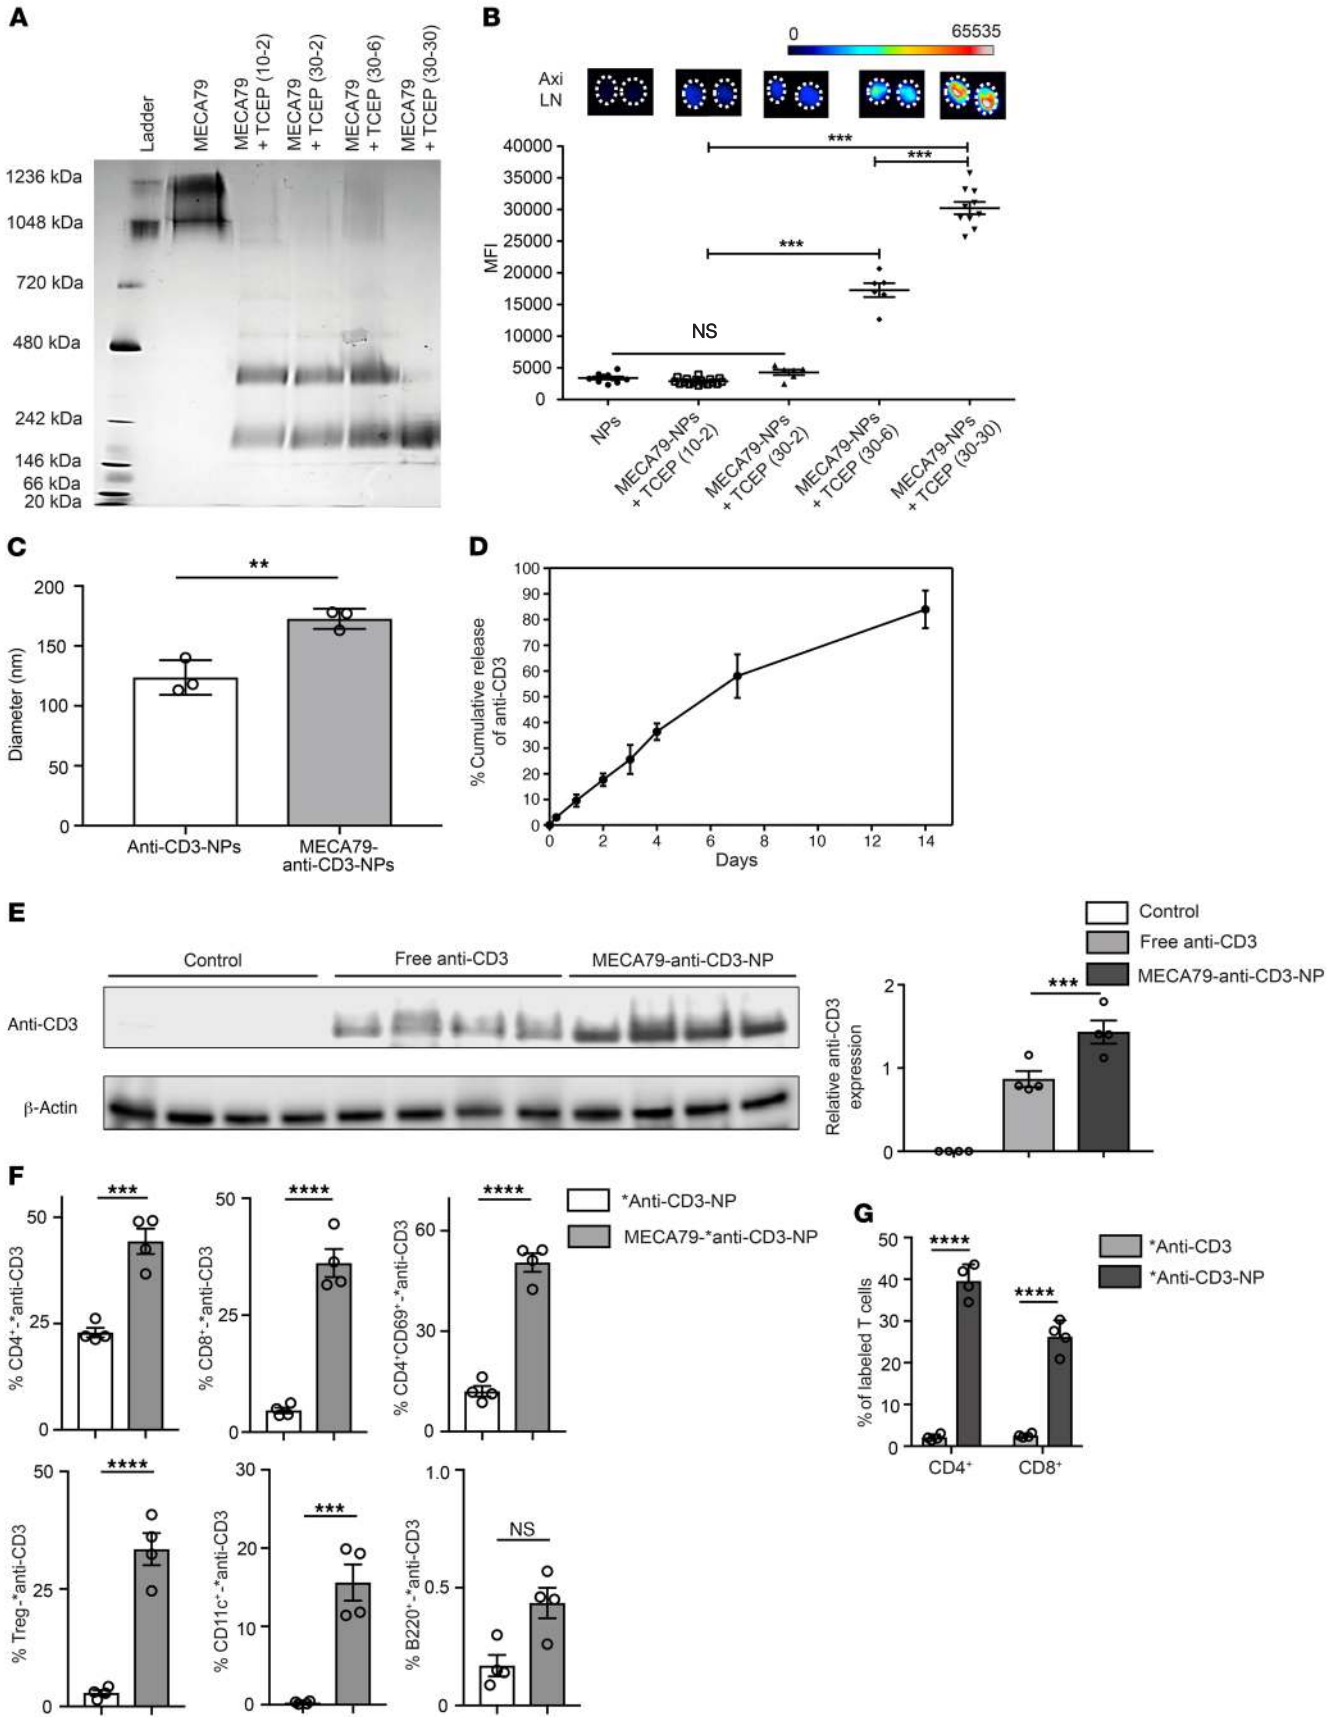 A
Ladder
MECA79
MECA79
+ TCEP (10-2)
MECA79
+ TCEP (30-2)
MECA79
+ TCEP (30-6)
MECA79
+ TCEP (30-30)
1236 kDa
1048 kDa
720 kDa
480 kDa
242 kDa
146 kDa
66 kDa
20 kDa
B
0
65535
Axi
LN
MFI
40000
35000
30000
25000
20000
15000
10000
5000
0
***
***
***
NS
NPs
MECA79-NPs
+ TCEP (10-2)
MECA79-NPs
+ TCEP (30-2)
MECA79-NPs
+ TCEP (30-6)
MECA79-NPs
+ TCEP (30-30)
C
Diameter (nm)
200
150
100
50
0
**
Anti-CD3-NPs
MECA79-
anti-CD3-NPs
D
% Cumulative release
of anti-CD3
100
90
80
70
60
50
40
30
20
10
0
0 2 4 6 8 10 12 14
Days
E
Control
Free anti-CD3
MECA79-anti-CD3-NP
Anti-CD3
β-Actin
Control
Free anti-CD3
MECA79-anti-CD3-NP
Relative anti-CD3
expression
2
1
0
***
F
% CD4⁺-*anti-CD3
50
25
0
***
% CD8⁺-*anti-CD3
50
25
0
****
% CD4⁺CD69⁺-*anti-CD3
60
30
0
****
*Anti-CD3-NP
MECA79-*anti-CD3-NP
% Treg-*anti-CD3
50
25
0
****
% CD11c⁺-*anti-CD3
30
20
10
0
***
% B220⁺-*anti-CD3
1.0
0.5
0
NS
G
% of labeled T cells
50
40
30
20
10
0
****
****
CD4⁺
CD8⁺
*Anti-CD3
*Anti-CD3-NP